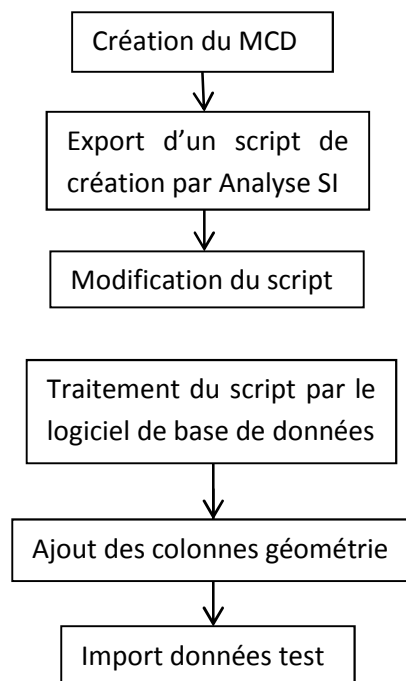 Création du MCD
Export d’un script de
création par Analyse SI
Modification du script
Traitement du script par le
logiciel de base de données
Ajout des colonnes géométrie
Import données test